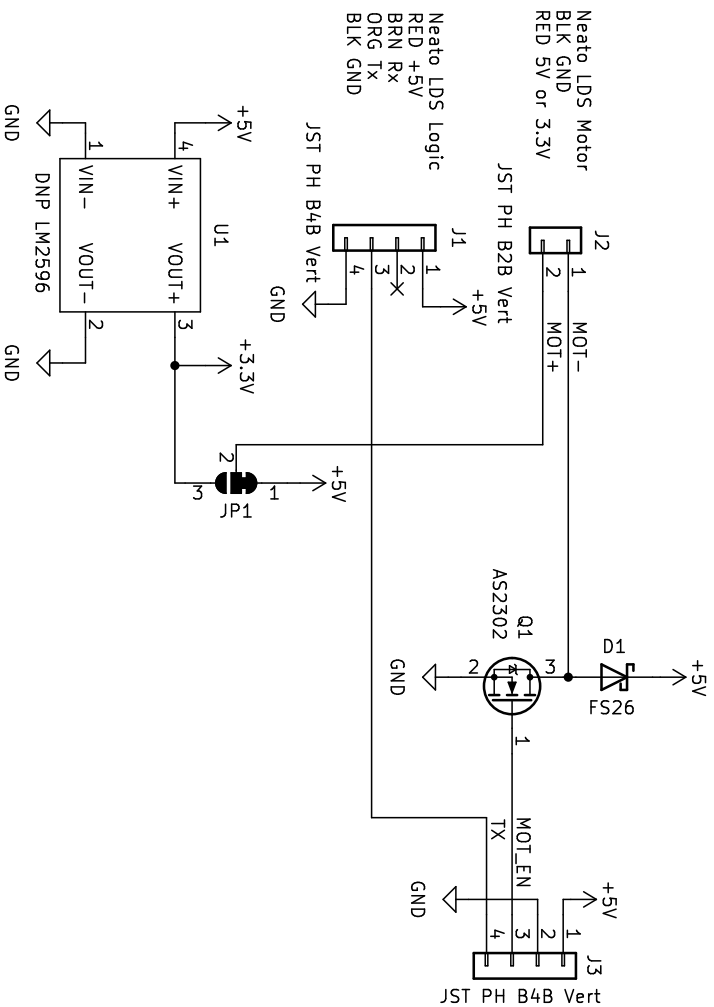 Neato LDS Motor
BLK GND
RED 5V or 3.3V
J2
JST PH B2B Vert
1
2
MOT-
MOT+
Neato LDS Logic
RED +5V
BRN Rx
ORG Tx
BLK GND
J1
JST PH B4B Vert
1
2
3
4
+5V
GND
U1
DNP LM2596
+5V
4
VIN+
VOUT+
3
GND
1
VIN-
VOUT-
2
GND
+3.3V
+5V
2
3
1
JP1
+5V
D1
FS26
Q1
AS2302
3
2
1
GND
MOT_EN
TX
+5V
GND
1
2
3
4
J3
JST PH B4B Vert